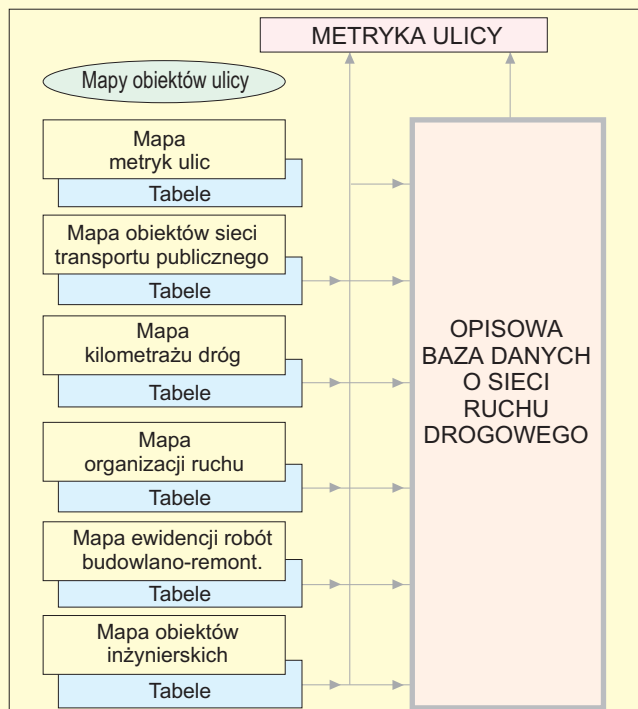 METRYKA ULICY
Mapy obiektów ulicy
Mapa
metryk ulic
Tabele
Mapa obiektów sieci
transportu publicznego
Tabele
Mapa
kilometrażu dróg
Tabele
Mapa
organizacji ruchu
Tabele
Mapa ewidencji robót
budowlano-remont.
Tabele
Mapa obiektów
inżynierskich
Tabele
OPISOWA
BAZA DANYCH
O SIECI
RUCHU
DROGOWEGO